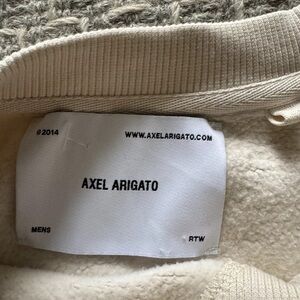 ©2014 WWW.AXELARIGATO.COM
AXEL ARIGATO
MENS RTW